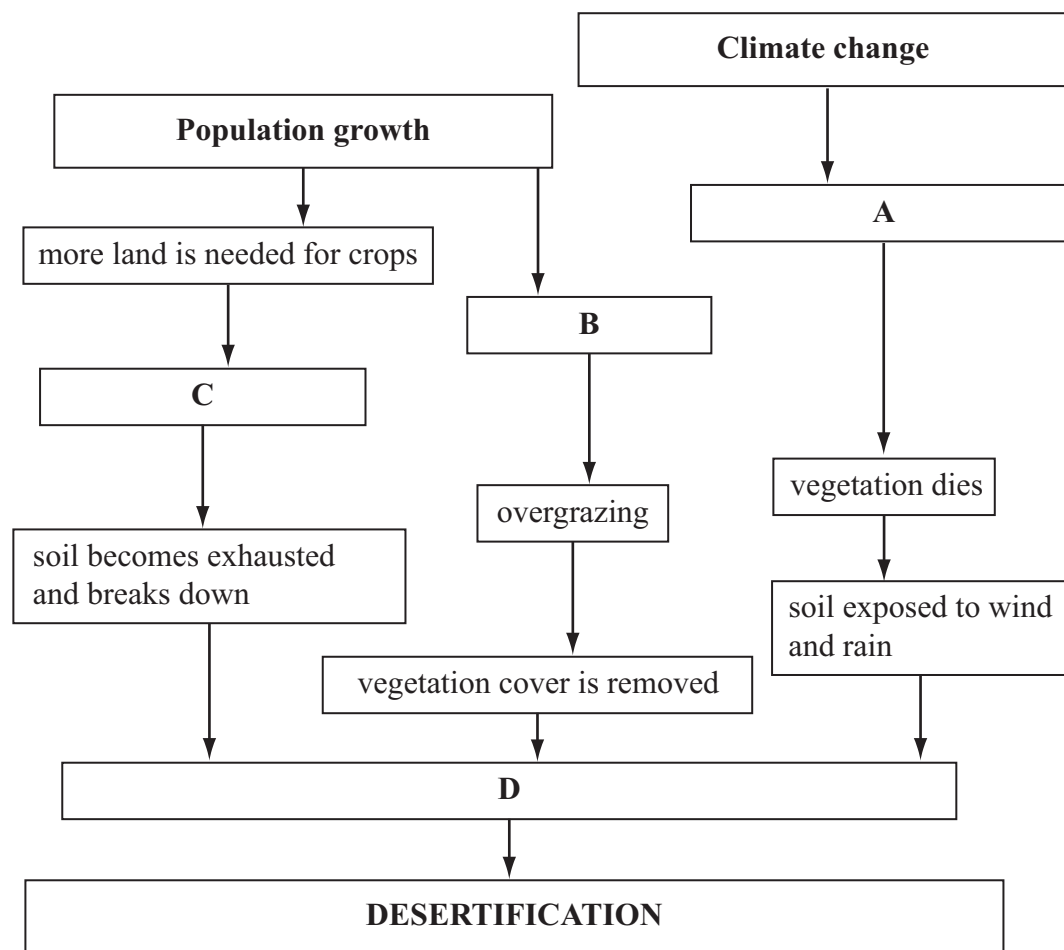 Climate change
Population growth
A
more land is needed for crops
B
C
vegetation dies
overgrazing
soil becomes exhausted
and breaks down
soil exposed to wind
and rain
vegetation cover is removed
D
DESERTIFICATION